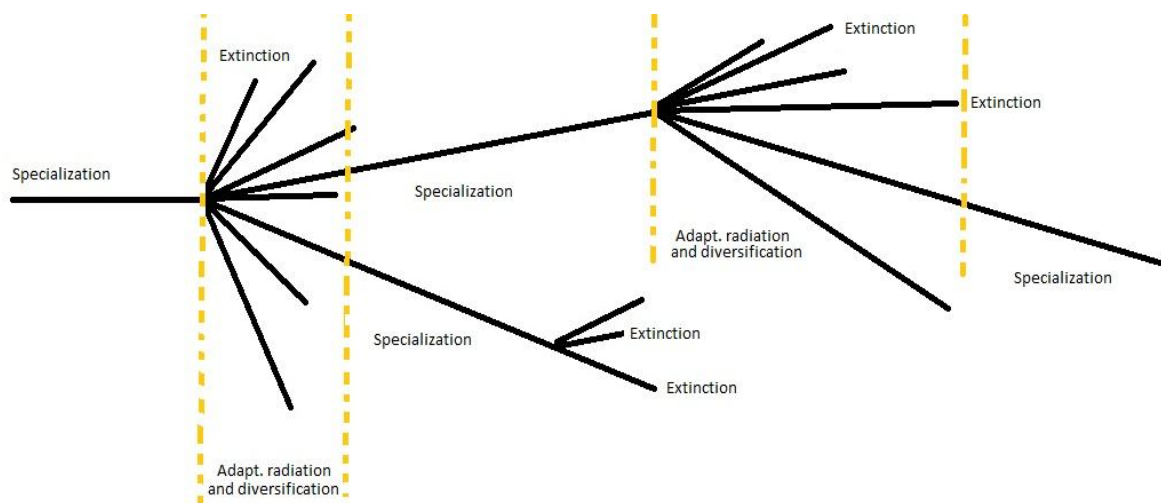 Extinction
Extinction
Extinction
Specialization
Specialization
Adapt. radiation
and diversification
Specialization
Specialization
Extinction
Extinction
Adapt. radiation
and diversification